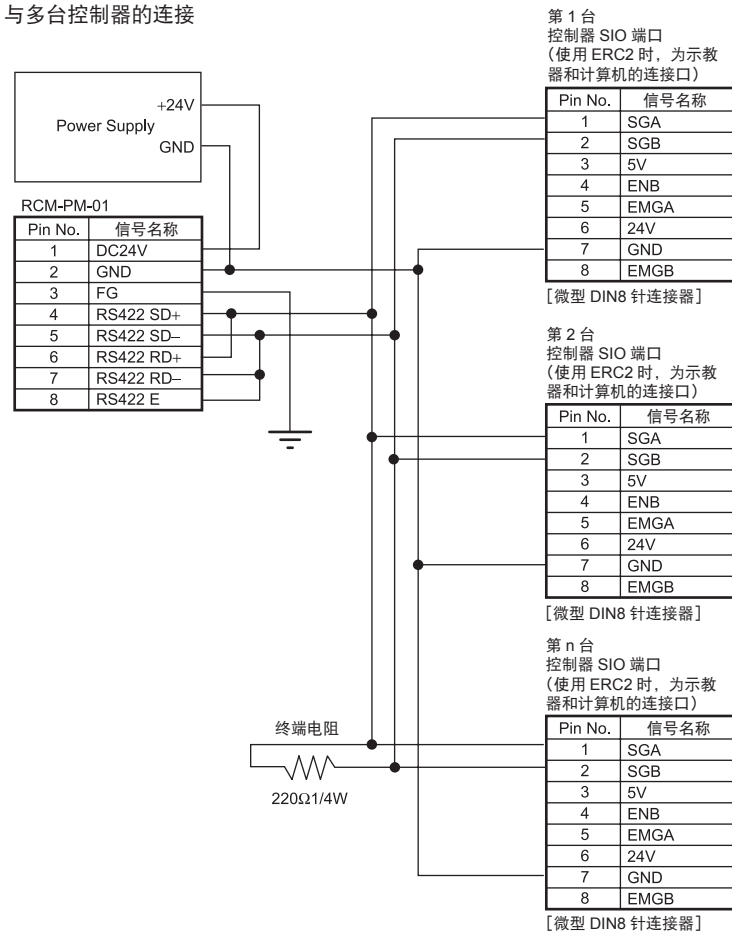 与多台控制器的连接
Power Supply
+24V
GND
RCM-PM-01
Pin No. 信号名称
1 DC24V
2 GND
3 FG
4 RS422 SD+
5 RS422 SD–
6 RS422 RD+
7 RS422 RD–
8 RS422 E
第 1 台
控制器 SIO 端口
（使用 ERC2 时，为示教
器和计算机的连接口）
Pin No. 信号名称
1 SGA
2 SGB
3 5V
4 ENB
5 EMGA
6 24V
7 GND
8 EMGB
［微型 DIN8 针连接器］
第 2 台
控制器 SIO 端口
（使用 ERC2 时，为示教
器和计算机的连接口）
Pin No. 信号名称
1 SGA
2 SGB
3 5V
4 ENB
5 EMGA
6 24V
7 GND
8 EMGB
［微型 DIN8 针连接器］
第 n 台
控制器 SIO 端口
（使用 ERC2 时，为示教
器和计算机的连接口）
Pin No. 信号名称
1 SGA
2 SGB
3 5V
4 ENB
5 EMGA
6 24V
7 GND
8 EMGB
［微型 DIN8 针连接器］
终端电阻
220Ω1/4W